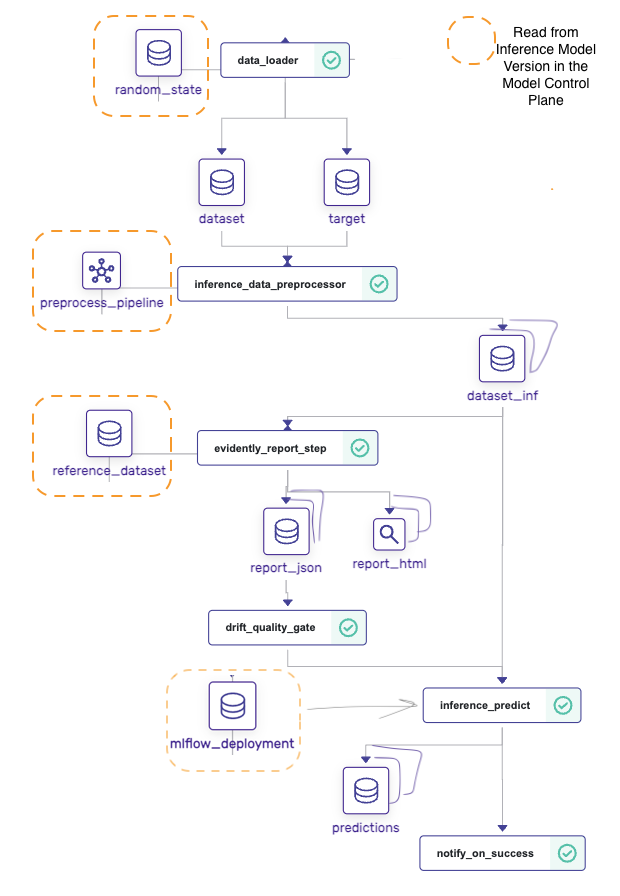 data_loader
random_state
Read from
Inference Model
Version in the
Model Control
Plane
dataset
target
inference_data_preprocessor
preprocess_pipeline
dataset_inf
evidently_report_step
reference_dataset
report_json
report_html
drift_quality_gate
inference_predict
mlflow_deployment
predictions
notify_on_success